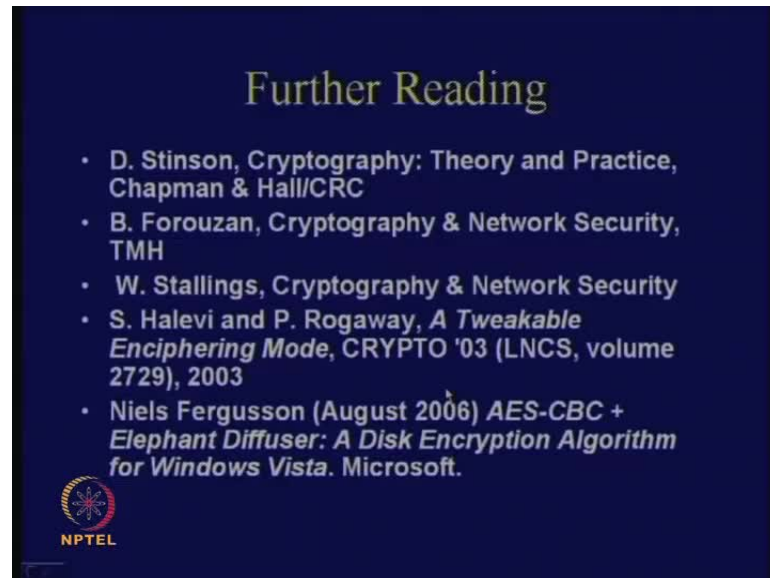 Further Reading
• D. Stinson, Cryptography: Theory and Practice,
Chapman & Hall/CRC
• B. Forouzan, Cryptography & Network Security,
TMH
• W. Stallings, Cryptography & Network Security
• S. Halevi and P. Rogaway, A Tweakable
Enciphering Mode, CRYPTO '03 (LNCS, volume
2729), 2003
• Niels Fergusson (August 2006) AES-CBC +
Elephant Diffuser: A Disk Encryption Algorithm
for Windows Vista. Microsoft.
NPTEL